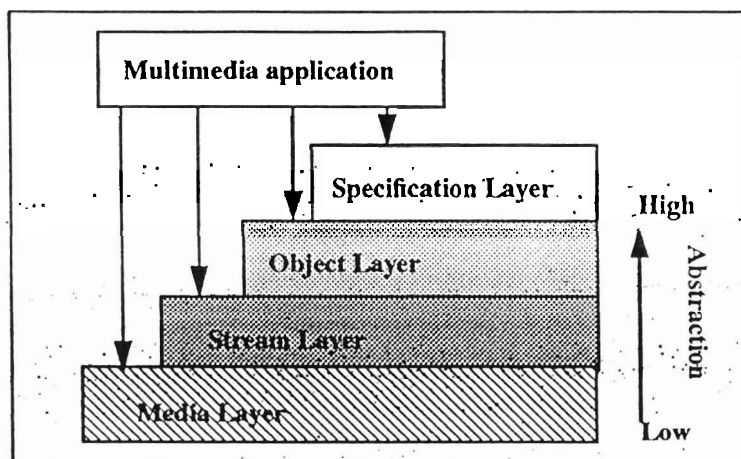 Multimedia application
Specification Layer
High
Object Layer
Abstraction
Stream Layer
Media Layer
Low